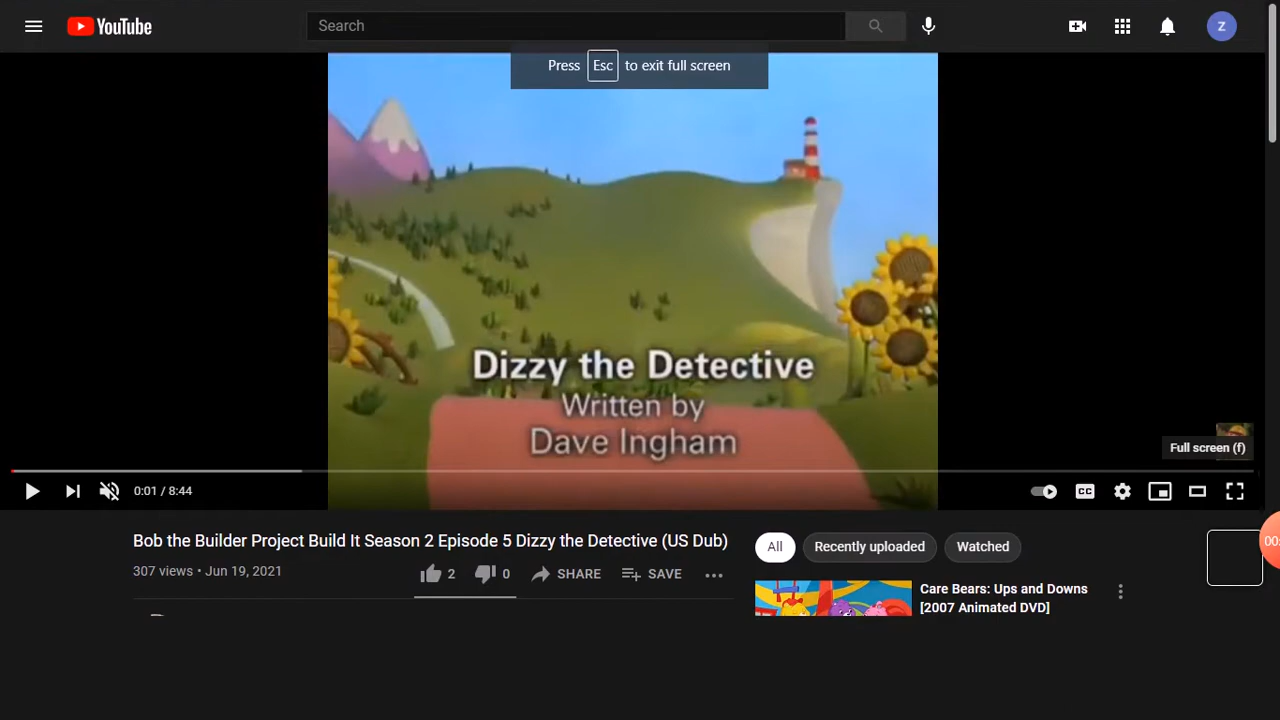 YouTube
Search
Z
Press Esc to exit full screen
Dizzy the Detective
Written by
Dave Ingham
Full screen (f)
0:01 / 8:44
CC
Bob the Builder Project Build It Season 2 Episode 5 Dizzy the Detective (US Dub)
307 views • Jun 19, 2021
2
0
SHARE
SAVE
All
Recently uploaded
Watched
00:
Care Bears: Ups and Downs
[2007 Animated DVD]